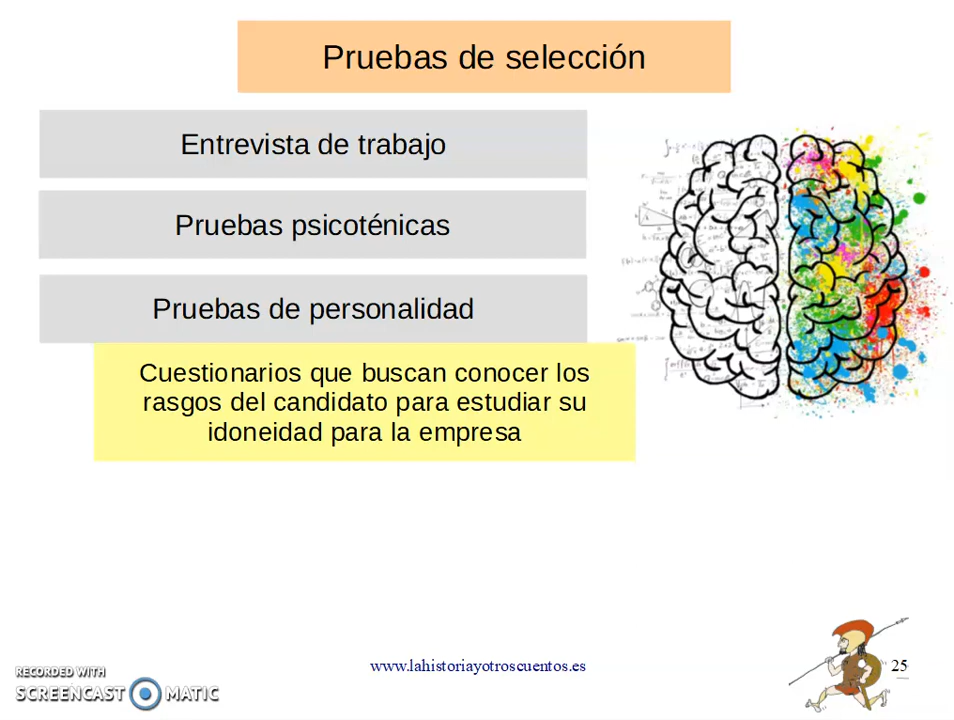 Pruebas de selección
Entrevista de trabajo
Pruebas psicoténicas
Pruebas de personalidad
Cuestionarios que buscan conocer los
rasgos del candidato para estudiar su
idoneidad para la empresa
www.lahistoriayotroscuentos.es
25
RECORDED WITH
SCREENCAST MATIC